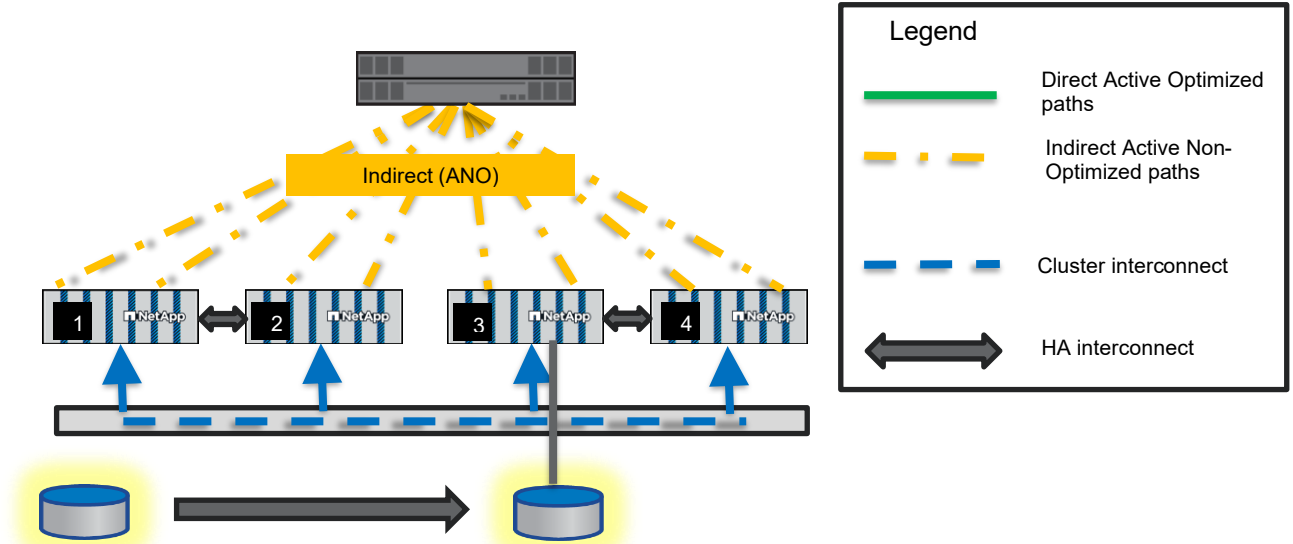 Legend
Direct Active Optimized
paths
Indirect Active Non-
Optimized paths
Cluster interconnect
HA interconnect
Indirect (ANO)
1 NetApp
2 NetApp
3 NetApp
4 NetApp